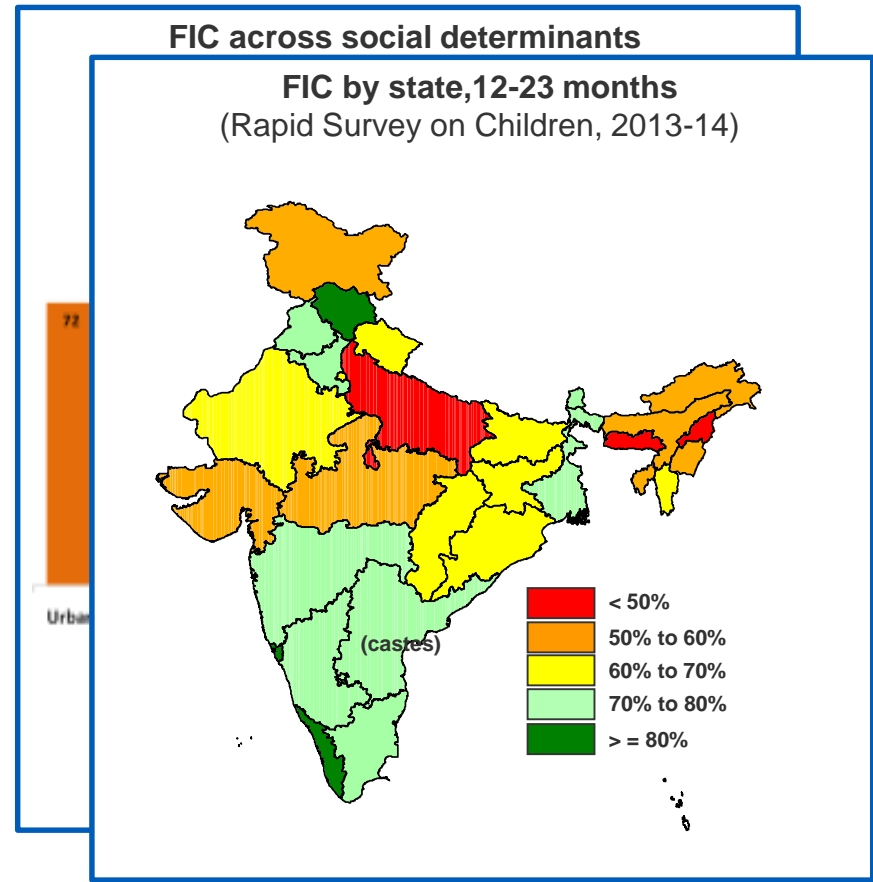 FIC across social determinants
FIC by state,12-23 months
(Rapid Survey on Children, 2013-14)
72
Urban
(castes)
< 50%
50% to 60%
60% to 70%
70% to 80%
> = 80%